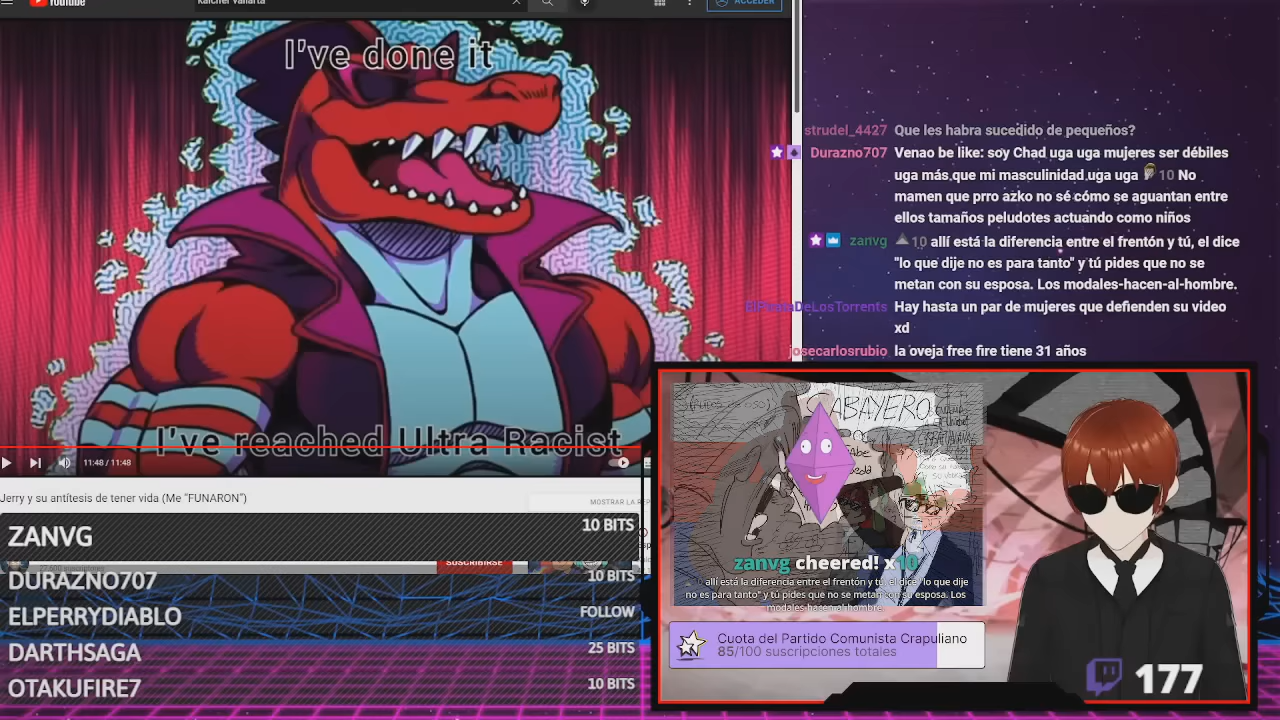 YouTube
Kaicher Vallarta
ACCEDER
I've done it
I've reached Ultra Racist
11:48 / 11:48
Jerry y su antítesis de tener vida (Me "FUNARON")
MOSTRAR LA
SUSCRIBIRSE
ZANVG
10 BITS
DURAZNO707
10 BITS
ELPERRYDIABLO
FOLLOW
DARTHSAGA
25 BITS
OTAKUFIRE7
10 BITS
strudel_4427 Que les habra sucedido de pequeños?
Durazno707 Venao be like: soy Chad uga uga mujeres ser débiles
uga más que mi masculinidad uga uga 10 No
mamen que prro azko no sé cómo se aguantan entre
ellos tamaños peludotes actuando como niños
zanvg 10 allí está la diferencia entre el frentón y tú, el dice
"lo que dije no es para tanto" y tú pides que no se
metan con su esposa. Los modales-hacen-al-hombre.
ElPirataDeLosTorrents Hay hasta un par de mujeres que defienden su video
xd
josecarlosrubio la oveja free fire tiene 31 años
zanvg cheered! x 10
allí está la diferencia entre el frentón y tú, el dice "lo que dije
no es para tanto" y tú pides que no se metan con su esposa. Los
modales-hacen-al-hombre.
Cuota del Partido Comunista Crapuliano
85/100 suscripciones totales
177